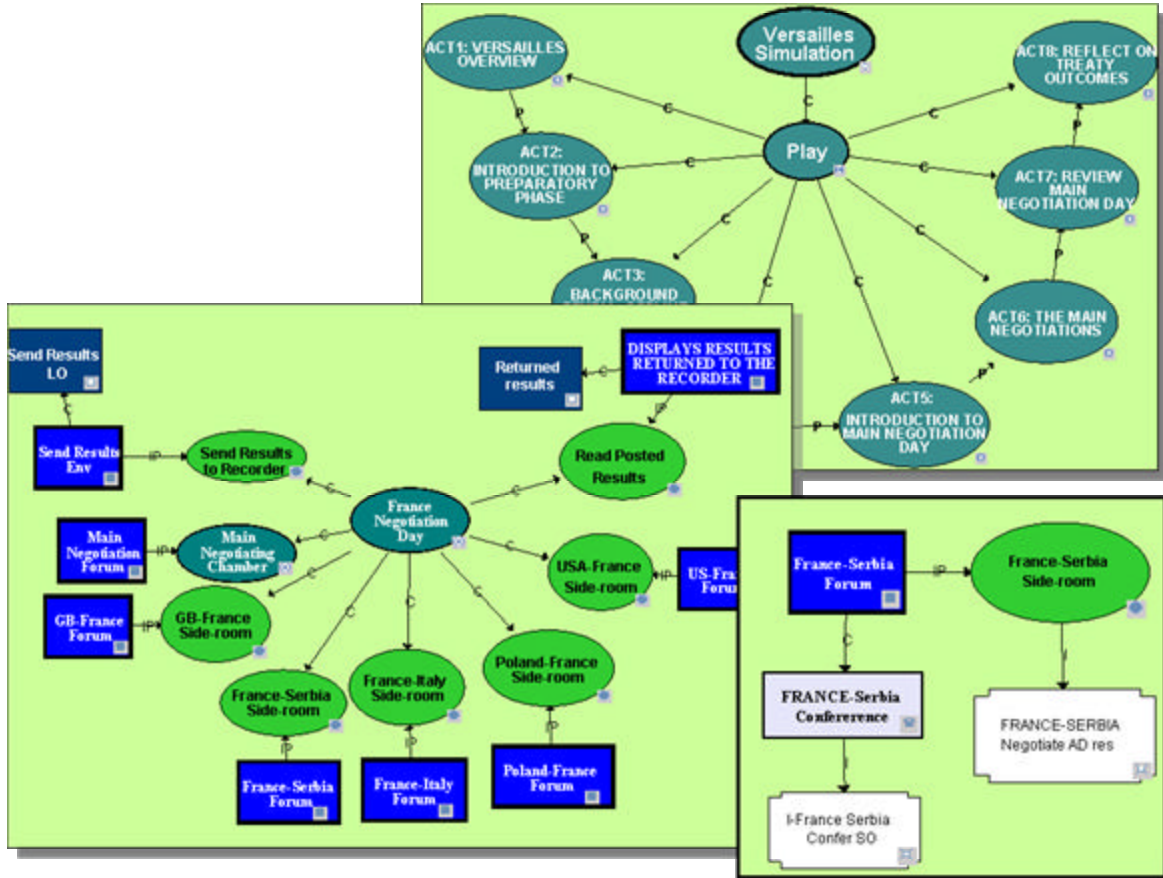 Versailles
Simulation
ACT1: VERSAILLES
OVERVIEW
ACT8: REFLECT ON
TREATY
OUTCOMES
C
P
C
C
P
Play
ACT2:
INTRODUCTION TO
PREPARATORY
PHASE
C
C
ACT7: REVIEW
MAIN
NEGOTIATION DAY
P
C
C
P
ACT3:
BACKGROUND
C
C
ACT6: THE MAIN
NEGOTIATIONS
P
P
ACT5:
INTRODUCTION TO
MAIN NEGOTIATION
DAY
Send Results
LO
Returned
results
C
DISPLAYS RESULTS
RETURNED TO THE
RECORDER
C
IP
Send Results
Env
IP
Send Results
to Recorder
Read Posted
Results
C
C
France
Negotiation
Day
Main
Negotiation
Forum
IP
Main
Negotiating
Chamber
C
C
C
USA-France
Side-room
IP
US-Fran
Forum
GB-France
Forum
IP
GB-France
Side-room
C
C
C
France-Serbia
Side-room
France-Italy
Side-room
Poland-France
Side-room
IP
IP
IP
France-Serbia
Forum
France-Italy
Forum
Poland-France
Forum
France-Serbia
Forum
IP
France-Serbia
Side-room
C
I
FRANCE-Serbia
Confererence
FRANCE-SERBIA
Negotiate AD res
I
I-France Serbia
Confer SO